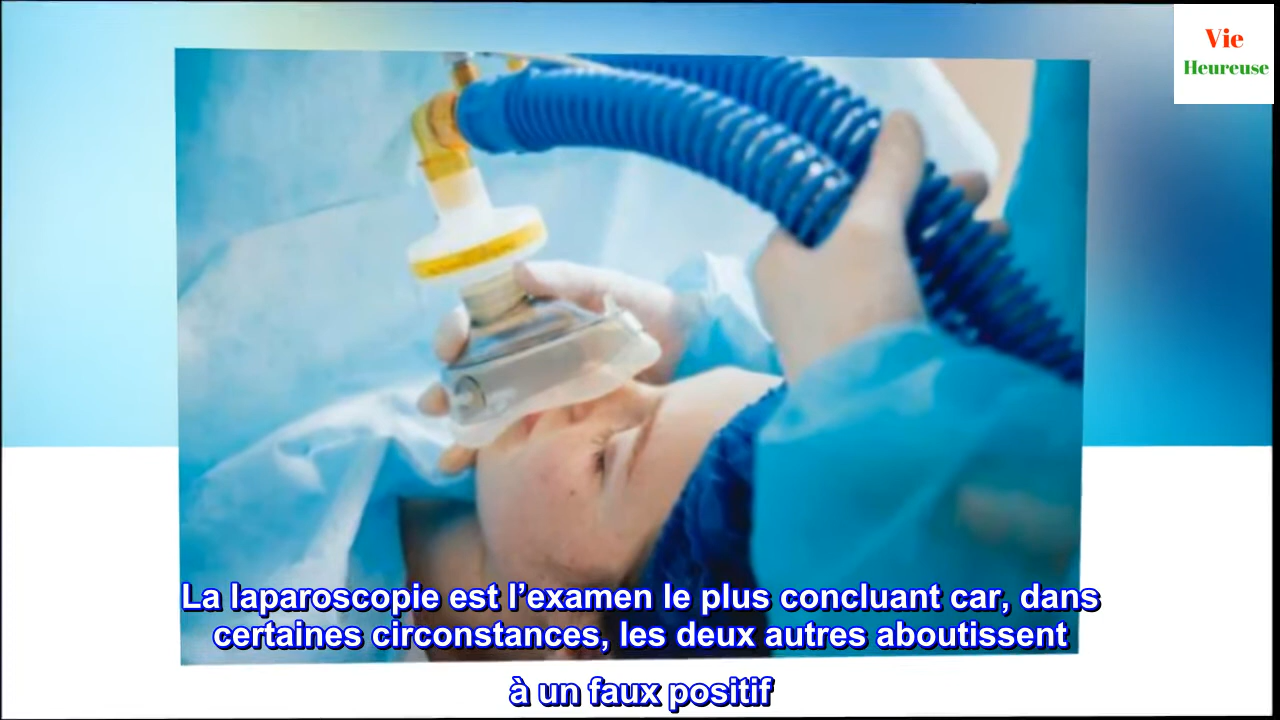 Vie
Heureuse
La laparoscopie est l’examen le plus concluant car, dans
certaines circonstances, les deux autres aboutissent
à un faux positif